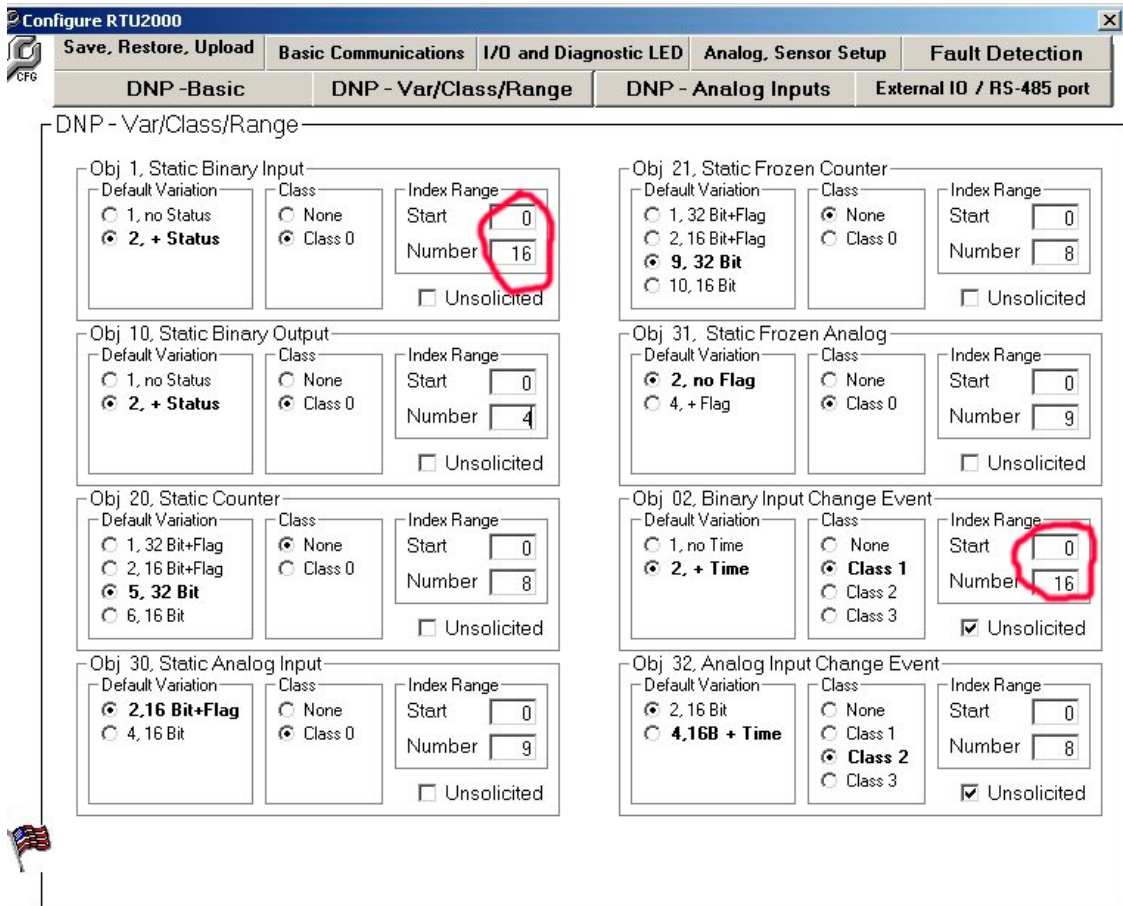 Configure RTU2000
CFG
Save, Restore, Upload
Basic Communications
I/O and Diagnostic LED
Analog, Sensor Setup
Fault Detection
DNP -Basic
DNP - Var/Class/Range
DNP - Analog Inputs
External IO / RS-485 port
DNP - Var/Class/Range
Obj 1, Static Binary Input
Default Variation
1, no Status
2, + Status
Class
None
Class 0
Index Range
Start 0
Number 16
Unsolicited
Obj 10, Static Binary Output
Default Variation
1, no Status
2, + Status
Class
None
Class 0
Index Range
Start 0
Number 4
Unsolicited
Obj 20, Static Counter
Default Variation
1, 32 Bit+Flag
2, 16 Bit+Flag
5, 32 Bit
6, 16 Bit
Class
None
Class 0
Index Range
Start 0
Number 8
Unsolicited
Obj 30, Static Analog Input
Default Variation
2,16 Bit+Flag
4, 16 Bit
Class
None
Class 0
Index Range
Start 0
Number 9
Unsolicited
Obj 21, Static Frozen Counter
Default Variation
1, 32 Bit+Flag
2, 16 Bit+Flag
9, 32 Bit
10, 16 Bit
Class
None
Class 0
Index Range
Start 0
Number 8
Unsolicited
Obj 31, Static Frozen Analog
Default Variation
2, no Flag
4, + Flag
Class
None
Class 0
Index Range
Start 0
Number 9
Unsolicited
Obj 02, Binary Input Change Event
Default Variation
1, no Time
2, + Time
Class
None
Class 1
Class 2
Class 3
Index Range
Start 0
Number 16
Unsolicited
Obj 32, Analog Input Change Event
Default Variation
2, 16 Bit
4,16B + Time
Class
None
Class 1
Class 2
Class 3
Index Range
Start 0
Number 8
Unsolicited